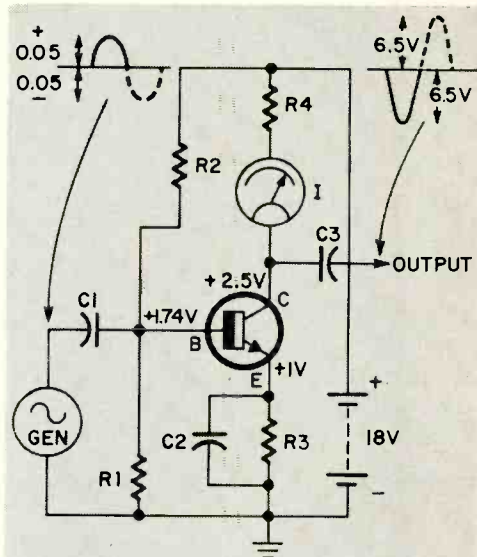 +
0.05
0.05
−
6.5V
6.5V
R4
R2
I
C3
OUTPUT
+2.5V
C
+1.74V
C1
B
E
+1V
+
GEN
R1
C2
R3
18V
−